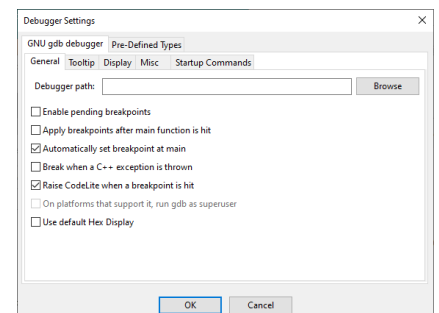 Debugger Settings
GNU gdb debugger Pre-Defined Types
General Tooltip Display Misc Startup Commands
Debugger path: Browse
Enable pending breakpoints
Apply breakpoints after main function is hit
Automatically set breakpoint at main
Break when a C++ exception is thrown
Raise CodeLite when a breakpoint is hit
On platforms that support it, run gdb as superuser
Use default Hex Display
OK Cancel